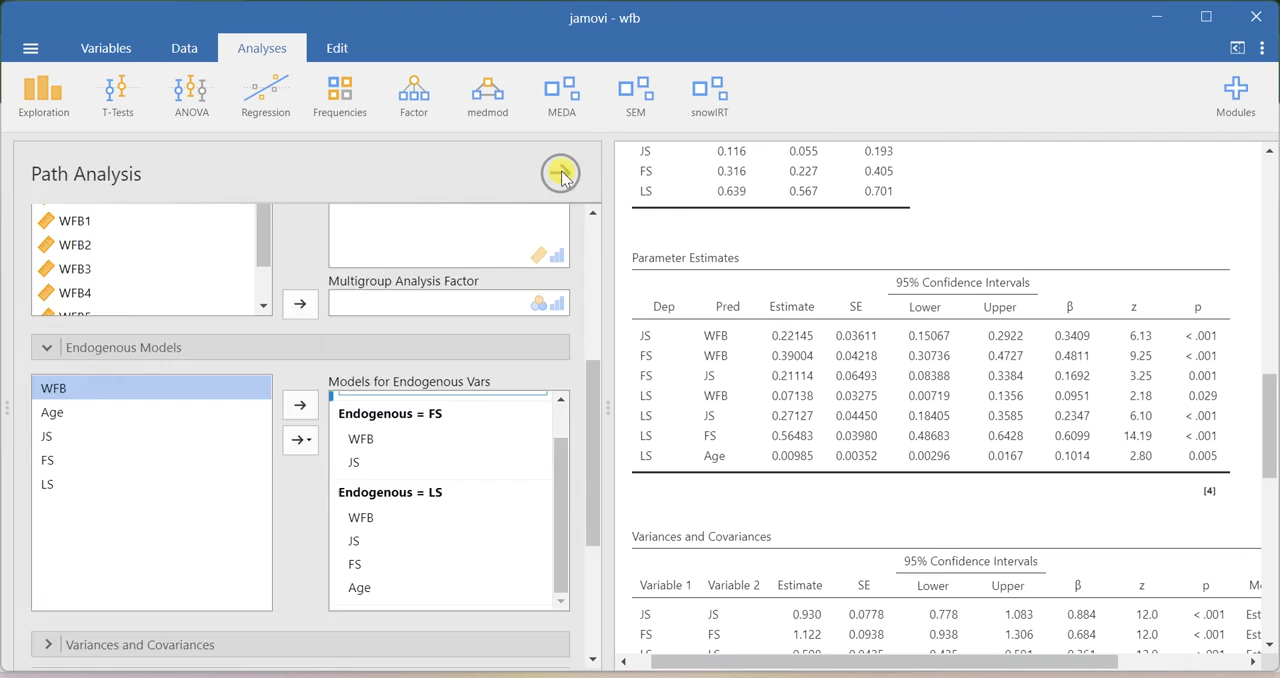 jamovi - wfb
Variables Data Analyses Edit
Exploration T-Tests ANOVA Regression Frequencies Factor medmod MEDA SEM snowIRT Modules
Path Analysis
WFB1
WFB2
WFB3
WFB4
Multigroup Analysis Factor
Endogenous Models
WFB
Age
JS
FS
LS
Models for Endogenous Vars
Endogenous = FS
WFB
JS
Endogenous = LS
WFB
JS
FS
Age
Variances and Covariances
JS 0.116 0.055 0.193
FS 0.316 0.227 0.405
LS 0.639 0.567 0.701
Parameter Estimates
95% Confidence Intervals
Dep Pred Estimate SE Lower Upper β z p
JS WFB 0.22145 0.03611 0.15067 0.2922 0.3409 6.13 < .001
FS WFB 0.39004 0.04218 0.30736 0.4727 0.4811 9.25 < .001
FS JS 0.21114 0.06493 0.08388 0.3384 0.1692 3.25 0.001
LS WFB 0.07138 0.03275 0.00719 0.1356 0.0951 2.18 0.029
LS JS 0.27127 0.04450 0.18405 0.3585 0.2347 6.10 < .001
LS FS 0.56483 0.03980 0.48683 0.6428 0.6099 14.19 < .001
LS Age 0.00985 0.00352 0.00296 0.0167 0.1014 2.80 0.005
[4]
Variances and Covariances
95% Confidence Intervals
Variable 1 Variable 2 Estimate SE Lower Upper β z p
JS JS 0.930 0.0778 0.778 1.083 0.884 12.0 < .001
FS FS 1.122 0.0938 0.938 1.306 0.684 12.0 < .001